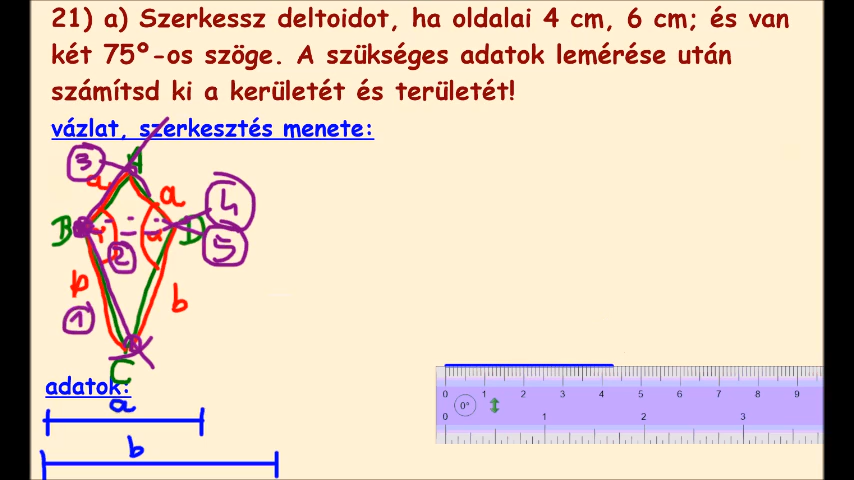 21) a) Szerkessz deltoidot, ha oldalai 4 cm, 6 cm; és van
két 75º-os szöge. A szükséges adatok lemérése után
számítsd ki a kerületét és területét!
vázlat, szerkesztés menete:
3 A
a a 4
B D
2 5
b b
1
C
adatok:
a
b
0 1 2 3 4 5 6 7 8 9
0°
0 1 2 3